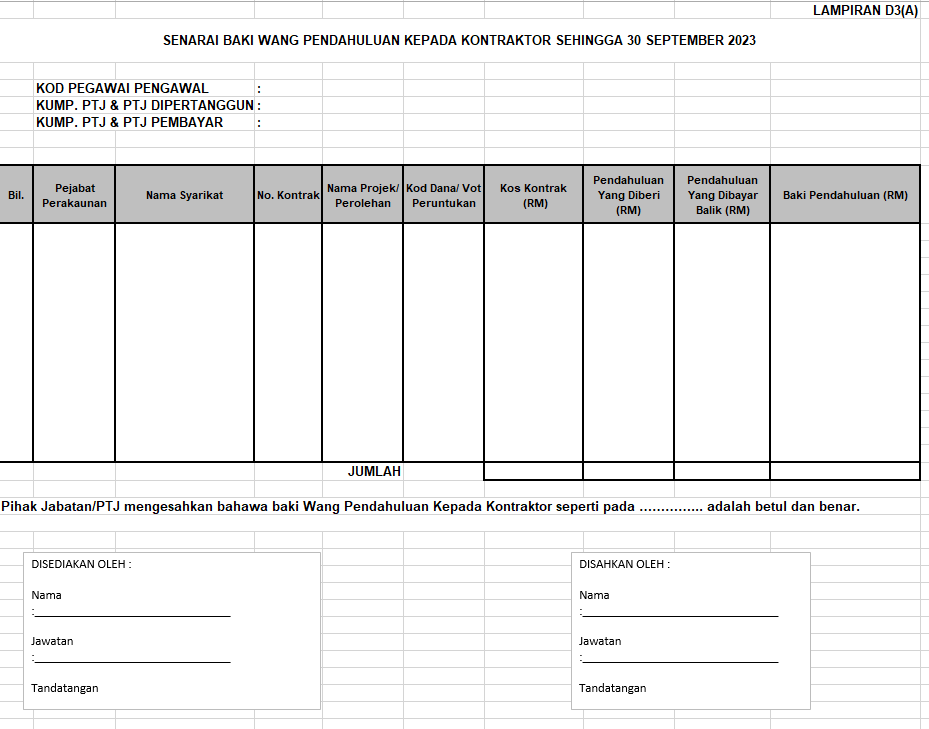 LAMPIRAN D3(A)
SENARAI BAKI WANG PENDAHULUAN KEPADA KONTRAKTOR SEHINGGA 30 SEPTEMBER 2023
KOD PEGAWAI PENGAWAL :
KUMP. PTJ & PTJ DIPERTANGGUN :
KUMP. PTJ & PTJ PEMBAYAR :
Bil.
Pejabat
Perakaunan
Nama Syarikat
No. Kontrak
Nama Projek/
Perolehan
Kod Dana/ Vot
Peruntukan
Kos Kontrak
(RM)
Pendahuluan
Yang Diberi
(RM)
Pendahuluan
Yang Dibayar
Balik (RM)
Baki Pendahuluan (RM)
JUMLAH
Pihak Jabatan/PTJ mengesahkan bahawa baki Wang Pendahuluan Kepada Kontraktor seperti pada ............... adalah betul dan benar.
DISEDIAKAN OLEH :
Nama
:________________________________
Jawatan
:________________________________
Tandatangan
DISAHKAN OLEH :
Nama
:________________________________
Jawatan
:________________________________
Tandatangan